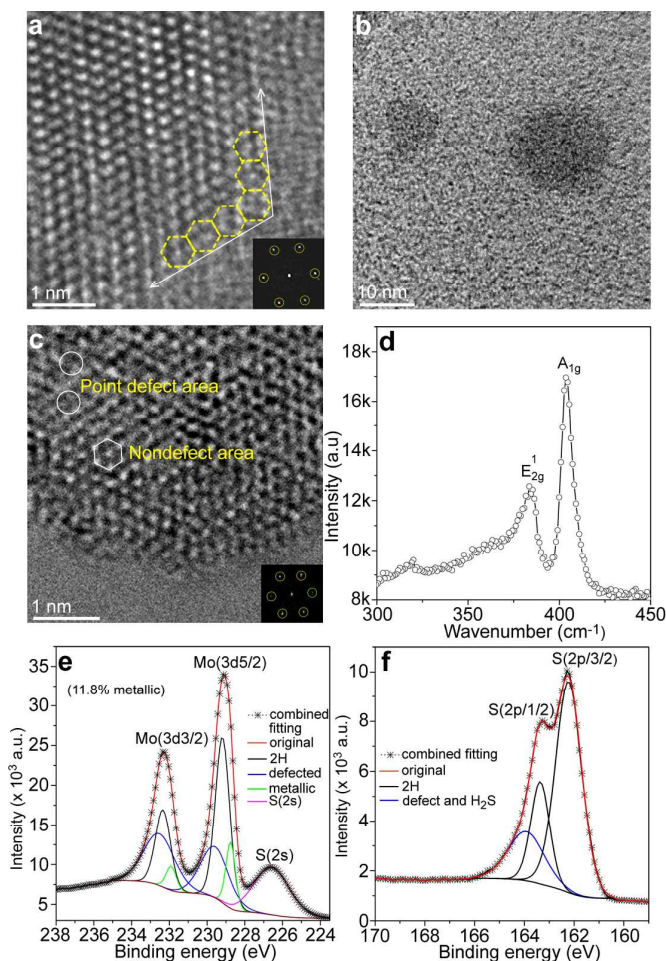 a
1 nm
b
10 nm
c
Point defect area
Nondefect area
1 nm
d
A1g
E2g1
Intensity (a.u)
18k
16k
14k
12k
10k
8k
300
350
400
450
Wavenumber (cm-1)
e
(11.8% metallic)
Mo(3d5/2)
Mo(3d3/2)
S(2s)
combined
fitting
original
2H
defected
metallic
S(2s)
Intensity (x 10³ a.u.)
35
30
25
20
15
10
5
238 236 234 232 230 228 226 224
Binding energy (eV)
f
S(2p/3/2)
S(2p/1/2)
combined fitting
original
2H
defect and H2S
Intensity (x 10³ a.u.)
10
8
6
4
2
0
170 168 166 164 162 160
Binding energy (eV)